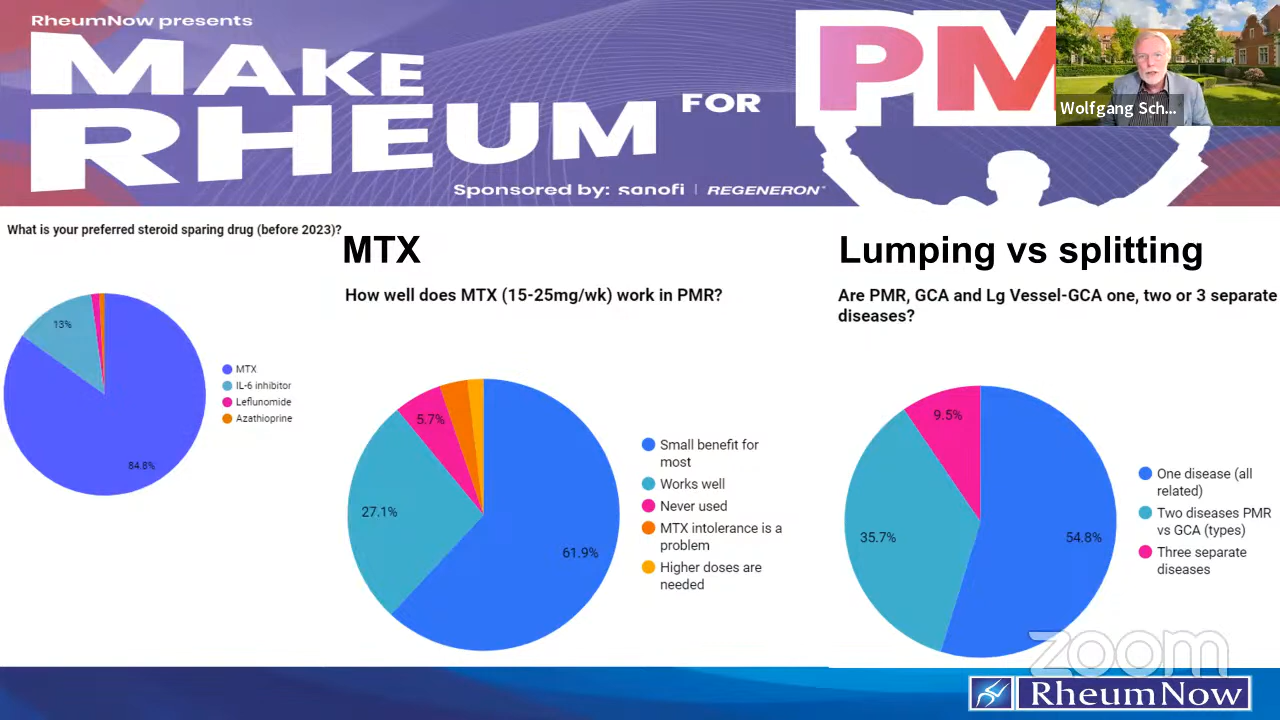 RheumNow presents
MAKE
RHEUM
FOR
PM
Sponsored by: sanofi | REGENERON
Wolfgang Sch...
What is your preferred steroid sparing drug (before 2023)?
13%
84.8%
MTX
IL-6 inhibitor
Leflunomide
Azathioprine
MTX
How well does MTX (15-25mg/wk) work in PMR?
5.7%
27.1%
61.9%
Small benefit for
most
Works well
Never used
MTX intolerance is a
problem
Higher doses are
needed
Lumping vs splitting
Are PMR, GCA and Lg Vessel-GCA one, two or 3 separate
diseases?
9.5%
35.7%
54.8%
One disease (all
related)
Two diseases PMR
vs GCA (types)
Three separate
diseases
zoom
RheumNow